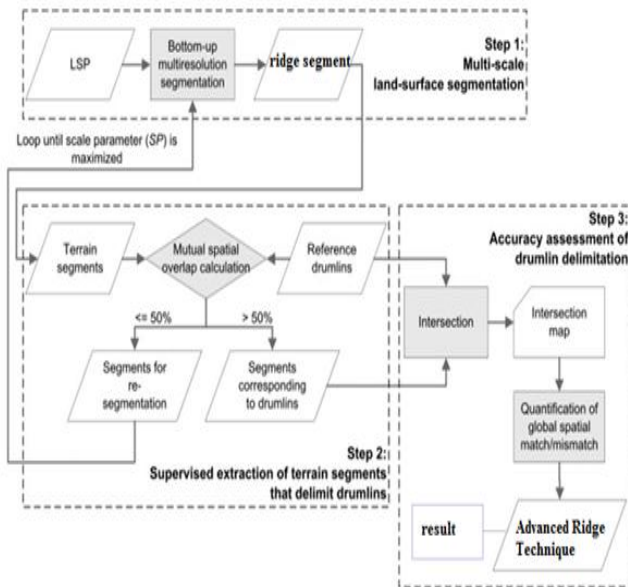 LSP
Bottom-up
multiresolution
segmentation
ridge segment
Step 1:
Multi-scale
land-surface segmentation
Loop until scale parameter (SP) is
maximized
Terrain
segments
Mutual spatial
overlap calculation
Reference
drumlins
<= 50%
> 50%
Segments for
re-
segmentation
Segments
corresponding
to drumlins
Step 2:
Supervised extraction of terrain segments
that delimit drumlins
Step 3:
Accuracy assessment of
drumlin delimitation
Intersection
Intersection
map
Quantification of
global spatial
match/mismatch
result
Advanced Ridge
Technique